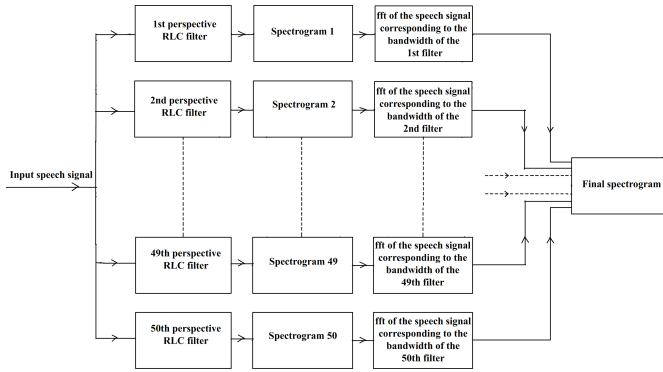 1st perspective
RLC filter
Spectrogram 1
fft of the speech signal
corresponding to the
bandwidth of the
1st filter
2nd perspective
RLC filter
Spectrogram 2
fft of the speech signal
corresponding to the
bandwidth of the
2nd filter
Input speech signal
Final spectrogram
49th perspective
RLC filter
Spectrogram 49
fft of the speech signal
corresponding to the
bandwidth of the
49th filter
50th perspective
RLC filter
Spectrogram 50
fft of the speech signal
corresponding to the
bandwidth of the
50th filter